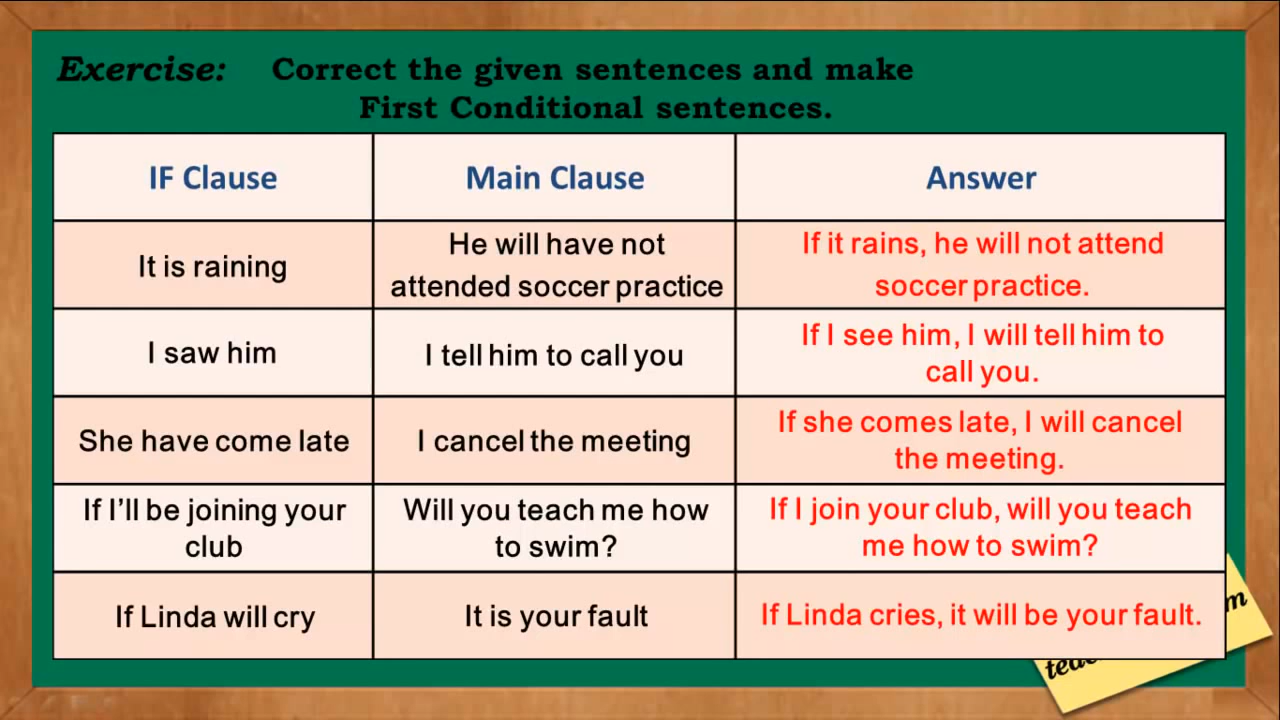 Exercise: Correct the given sentences and make
First Conditional sentences.
IF Clause
Main Clause
Answer
It is raining
He will have not
attended soccer practice
If it rains, he will not attend
soccer practice.
I saw him
I tell him to call you
If I see him, I will tell him to
call you.
She have come late
I cancel the meeting
If she comes late, I will cancel
the meeting.
If I'll be joining your
club
Will you teach me how
to swim?
If I join your club, will you teach
me how to swim?
If Linda will cry
It is your fault
If Linda cries, it will be your fault.